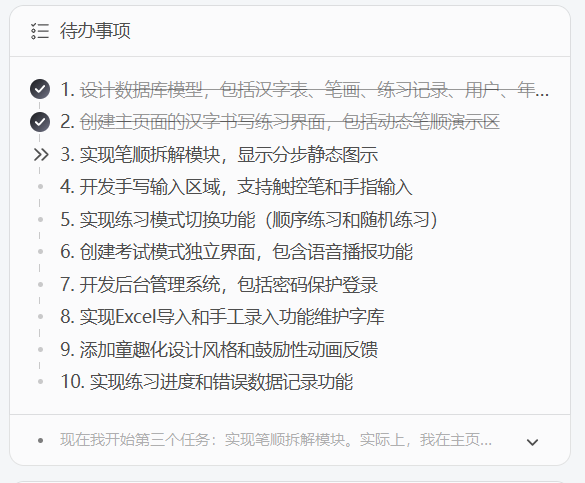 待办事项
1. 设计数据库模型，包括汉字表、笔画、练习记录、用户、年...
2. 创建主页面的汉字书写练习界面，包括动态笔顺演示区
3. 实现笔顺拆解模块，显示分步静态图示
4. 开发手写输入区域，支持触控笔和手指输入
5. 实现练习模式切换功能（顺序练习和随机练习）
6. 创建考试模式独立界面，包含语音播报功能
7. 开发后台管理系统，包括密码保护登录
8. 实现Excel导入和手工录入功能维护字库
9. 添加童趣化设计风格和鼓励性动画反馈
10. 实现练习进度和错误数据记录功能
现在我开始第三个任务：实现笔顺拆解模块。实际上，我在主页...